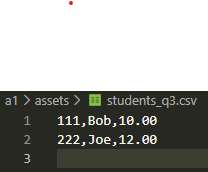 a1 > assets > students_q3.csv
1 111,Bob,10.00
2 222,Joe,12.00
3